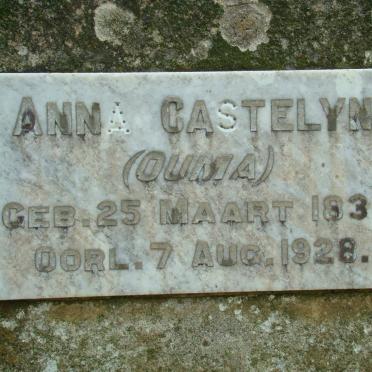 ANNA CASTELYN
(OUMA)
GEB. 25 MAART 183
OORL. 7 AUG. 1928.